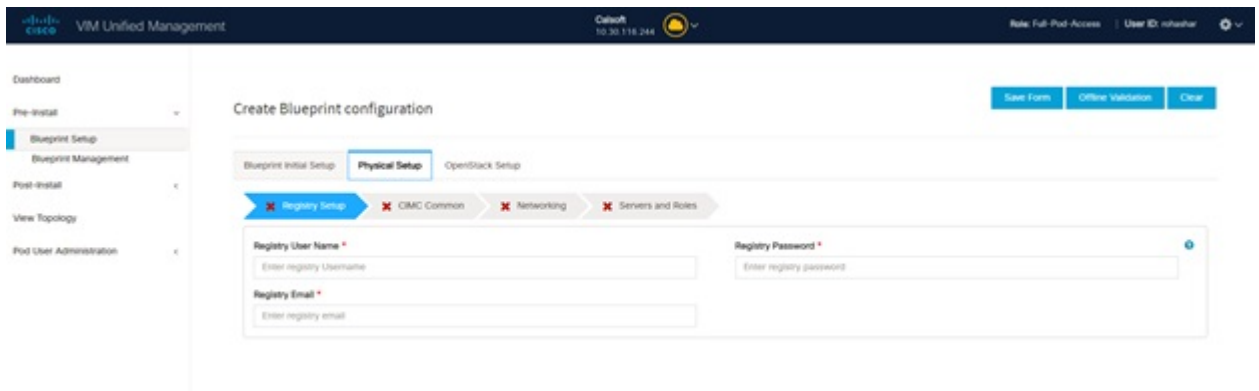 CISCO
VIM Unified Management
Calsoft
10.30.118.244
Role: Full-Pod-Access | User ID: rohashar
Dashboard
Pre-Install
Blueprint Setup
Blueprint Management
Post-Install
View Topology
Pod User Administration
Create Blueprint configuration
Save Form
Offline Validation
Clear
Blueprint Initial Setup
Physical Setup
OpenStack Setup
Registry Setup
CIMC Common
Networking
Servers and Roles
Registry User Name *
Enter registry Username
Registry Password *
Enter registry password
Registry Email *
Enter registry email